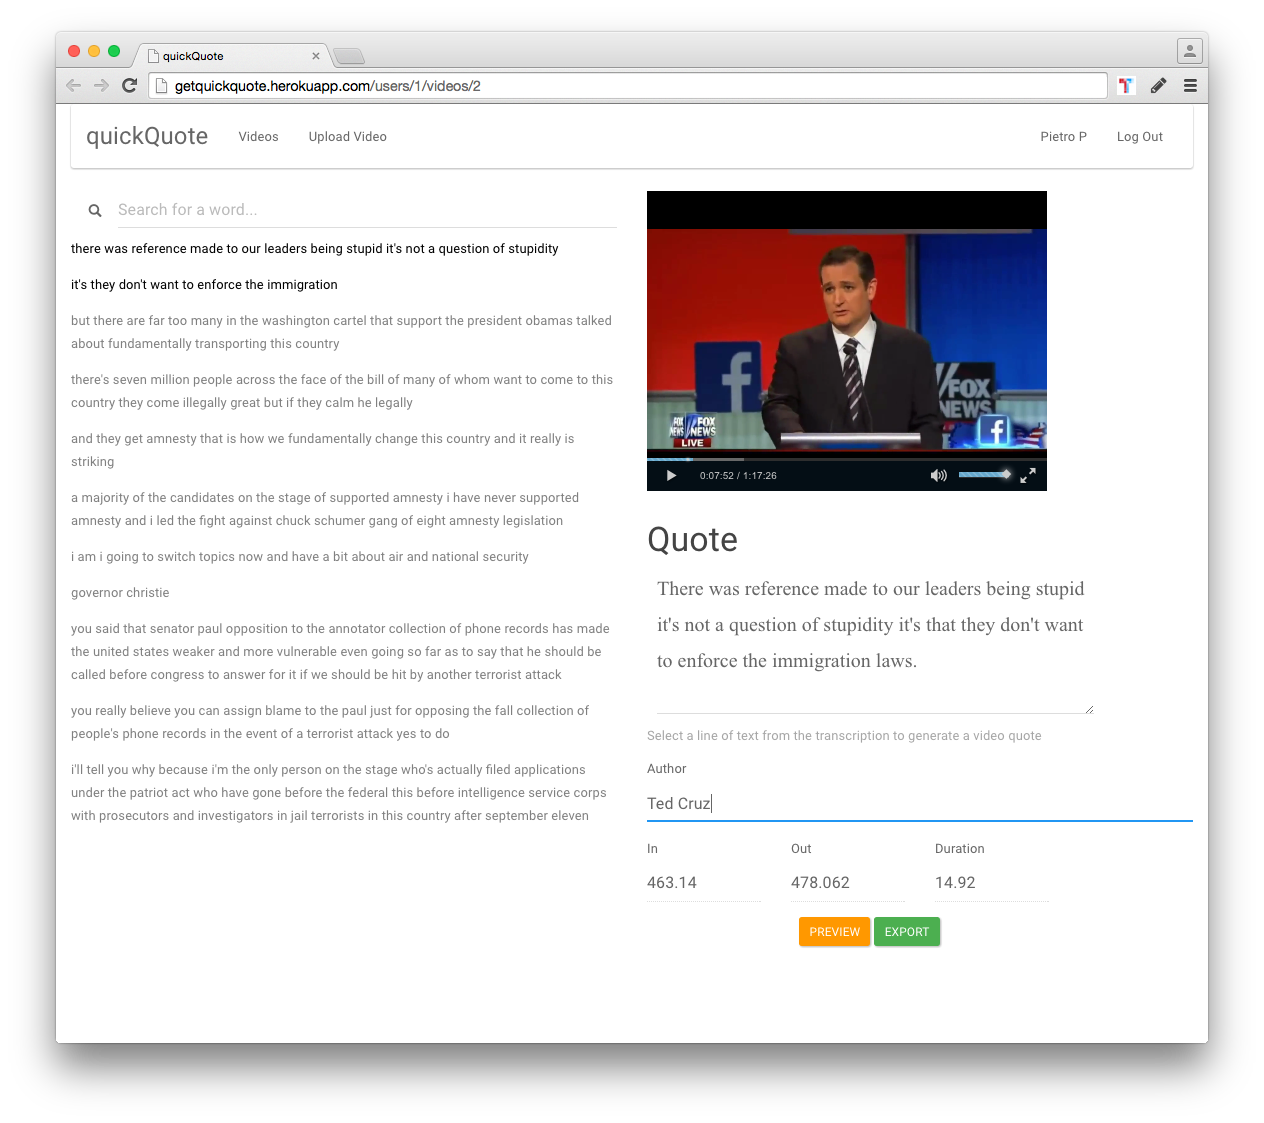 quickQuote
getquickquote.herokuapp.com/users/1/videos/2
quickQuote Videos Upload Video Pietro P Log Out
Search for a word...
there was reference made to our leaders being stupid it's not a question of stupidity
it's they don't want to enforce the immigration
but there are far too many in the washington cartel that support the president obamas talked
about fundamentally transporting this country
there's seven million people across the face of the bill of many of whom want to come to this
country they come illegally great but if they calm he legally
and they get amnesty that is how we fundamentally change this country and it really is
striking
a majority of the candidates on the stage of supported amnesty i have never supported
amnesty and i led the fight against chuck schumer gang of eight amnesty legislation
i am i going to switch topics now and have a bit about air and national security
governor christie
you said that senator paul opposition to the annotator collection of phone records has made
the united states weaker and more vulnerable even going so far as to say that he should be
called before congress to answer for it if we should be hit by another terrorist attack
you really believe you can assign blame to the paul just for opposing the fall collection of
people's phone records in the event of a terrorist attack yes to do
i'll tell you why because i'm the only person on the stage who's actually filed applications
under the patriot act who have gone before the federal this before intelligence service corps
with prosecutors and investigators in jail terrorists in this country after september eleven
FOX
NEWS
FOX
NEWS
FOX
NEWS
LIVE
0:07:52 / 1:17:26
Quote
There was reference made to our leaders being stupid
it's not a question of stupidity it's that they don't want
to enforce the immigration laws.
Select a line of text from the transcription to generate a video quote
Author
Ted Cruz
In Out Duration
463.14 478.062 14.92
PREVIEW EXPORT